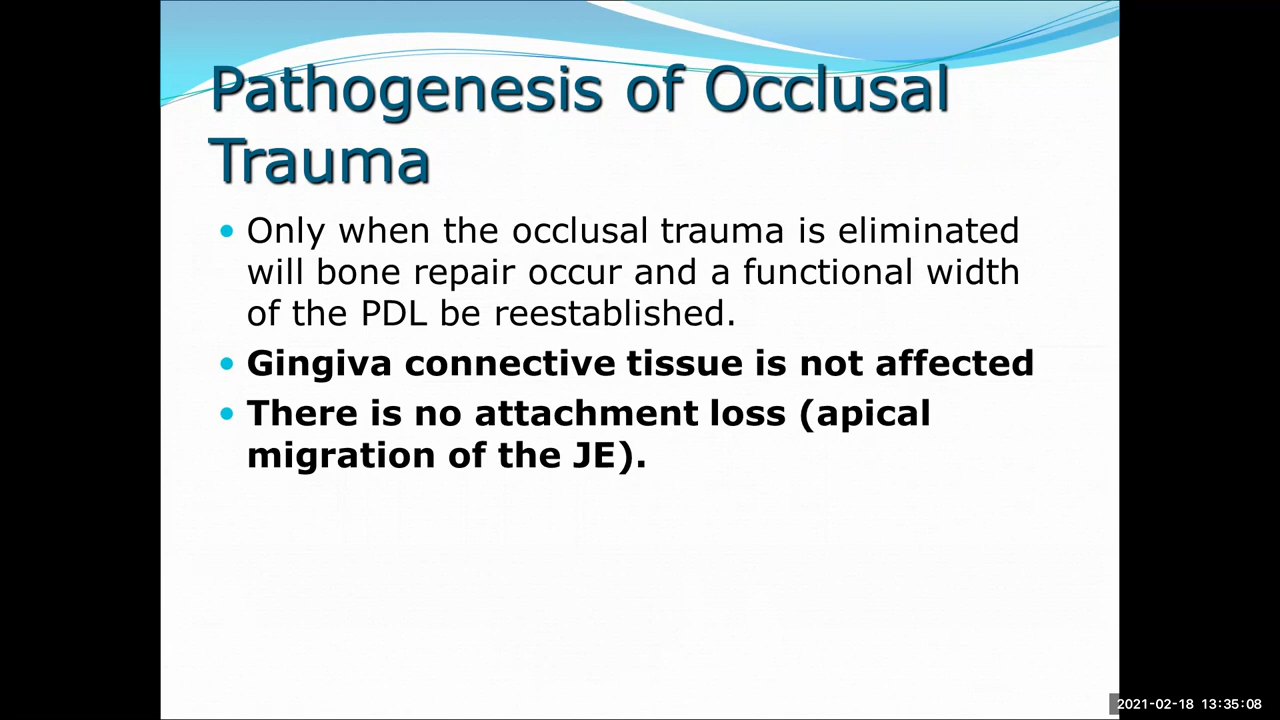 Pathogenesis of Occlusal
Trauma
• Only when the occlusal trauma is eliminated
will bone repair occur and a functional width
of the PDL be reestablished.
• Gingiva connective tissue is not affected
• There is no attachment loss (apical
migration of the JE).
2021-02-18 13:35:08